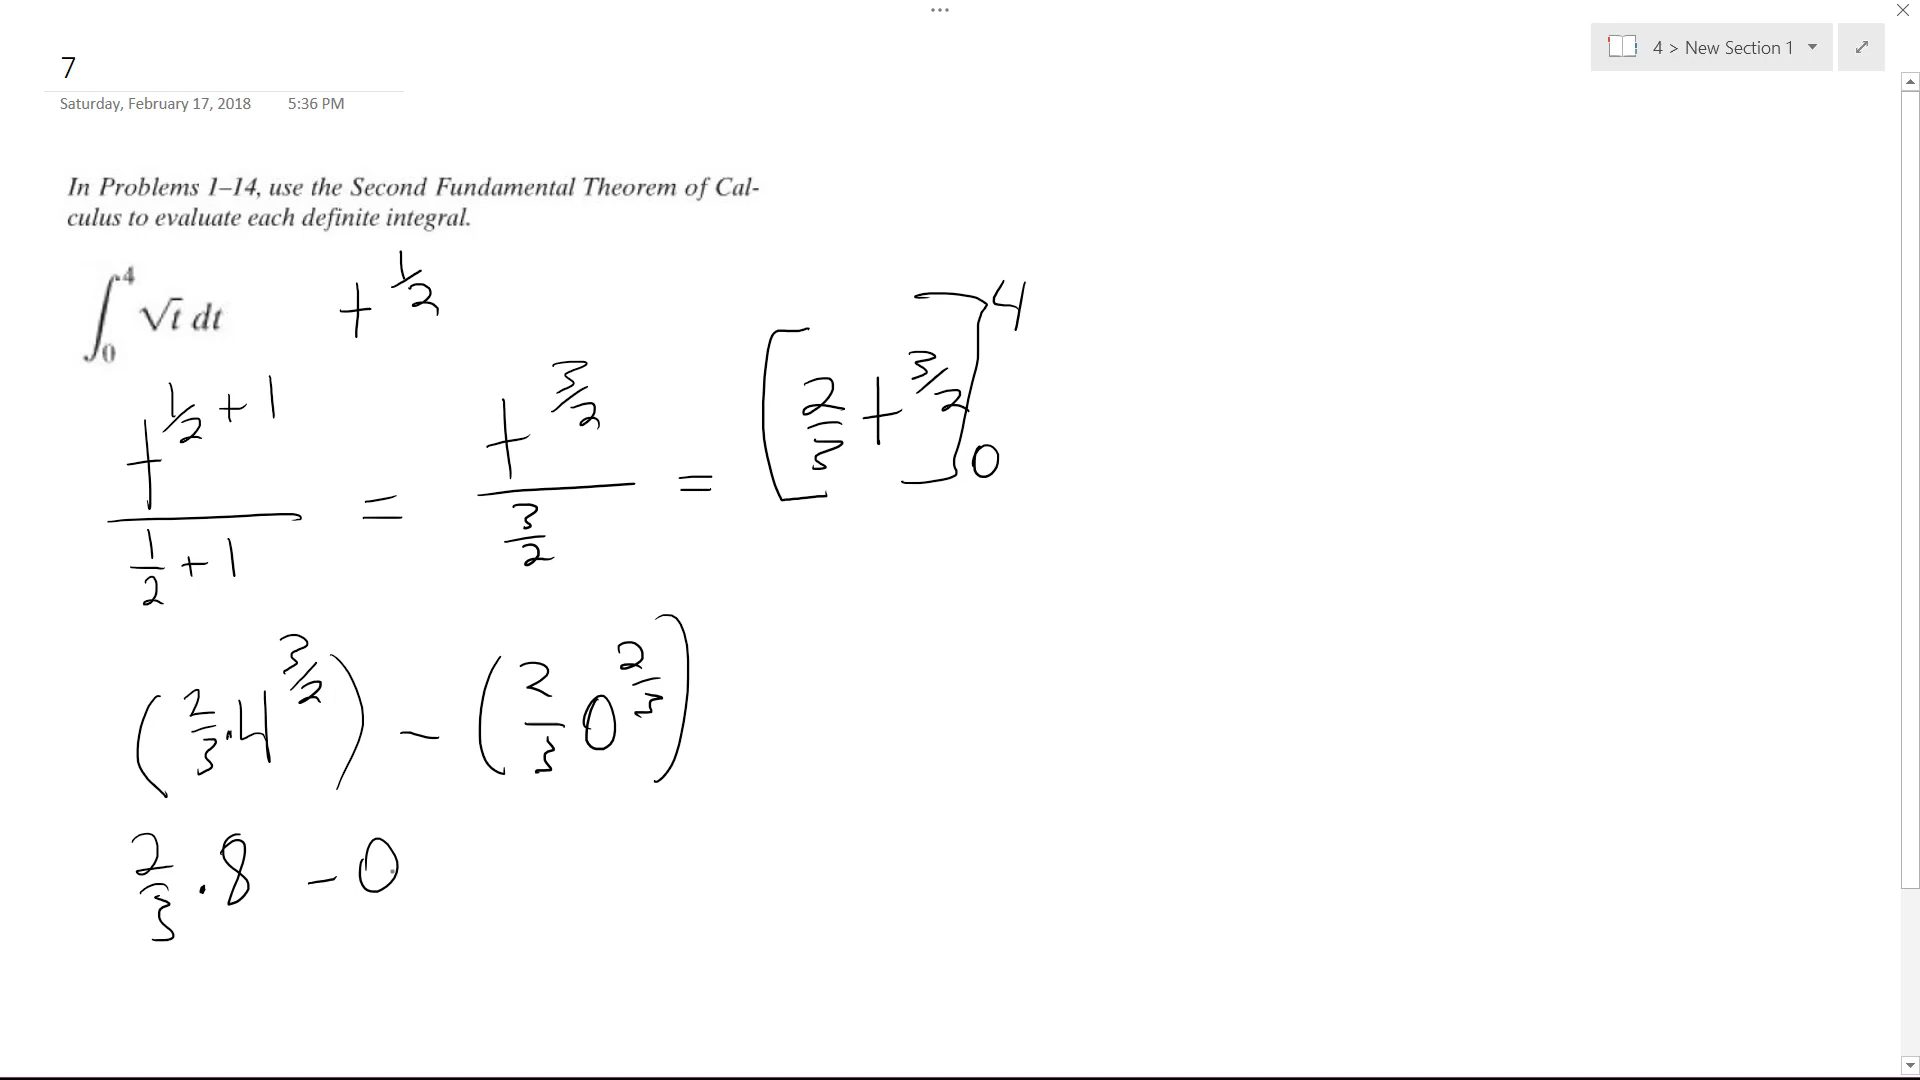 4 > New Section 1
7
Saturday, February 17, 2018 5:36 PM
In Problems 1–14, use the Second Fundamental Theorem of Cal-
culus to evaluate each definite integral.
∫₀⁴ √t dt t^(1/2)
t^(1/2 + 1) / (1/2 + 1) = t^(3/2) / (3/2) = [2/3 t^(3/2)]₀⁴
(2/3 · 4^(3/2)) − (2/3 0^(2/3))
2/3 · 8 − 0